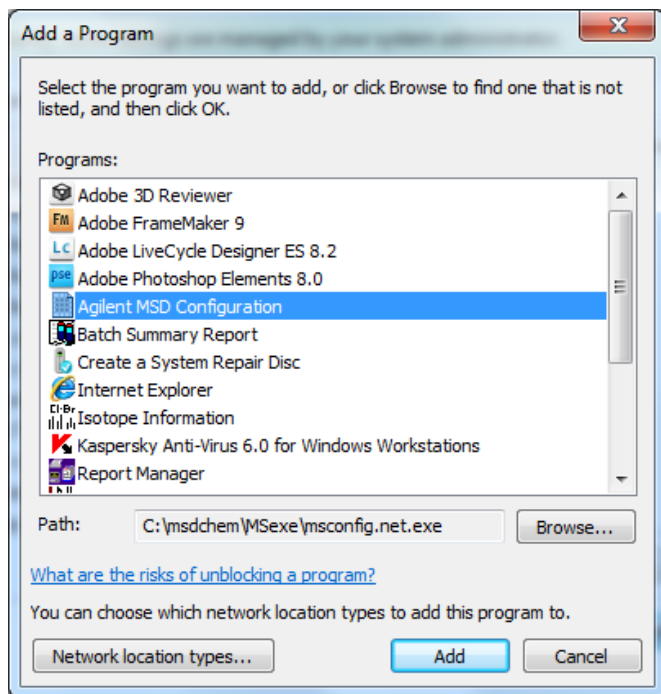 Add a Program
Select the program you want to add, or click Browse to find one that is not
listed, and then click OK.
Programs:
Adobe 3D Reviewer
FM Adobe FrameMaker 9
LC Adobe LiveCycle Designer ES 8.2
pse Adobe Photoshop Elements 8.0
Agilent MSD Configuration
Batch Summary Report
Create a System Repair Disc
Internet Explorer
Cl-Br Isotope Information
Kaspersky Anti-Virus 6.0 for Windows Workstations
Report Manager
Path: C:\msdchem\MSexe\msconfig.net.exe Browse...
What are the risks of unblocking a program?
You can choose which network location types to add this program to.
Network location types... Add Cancel